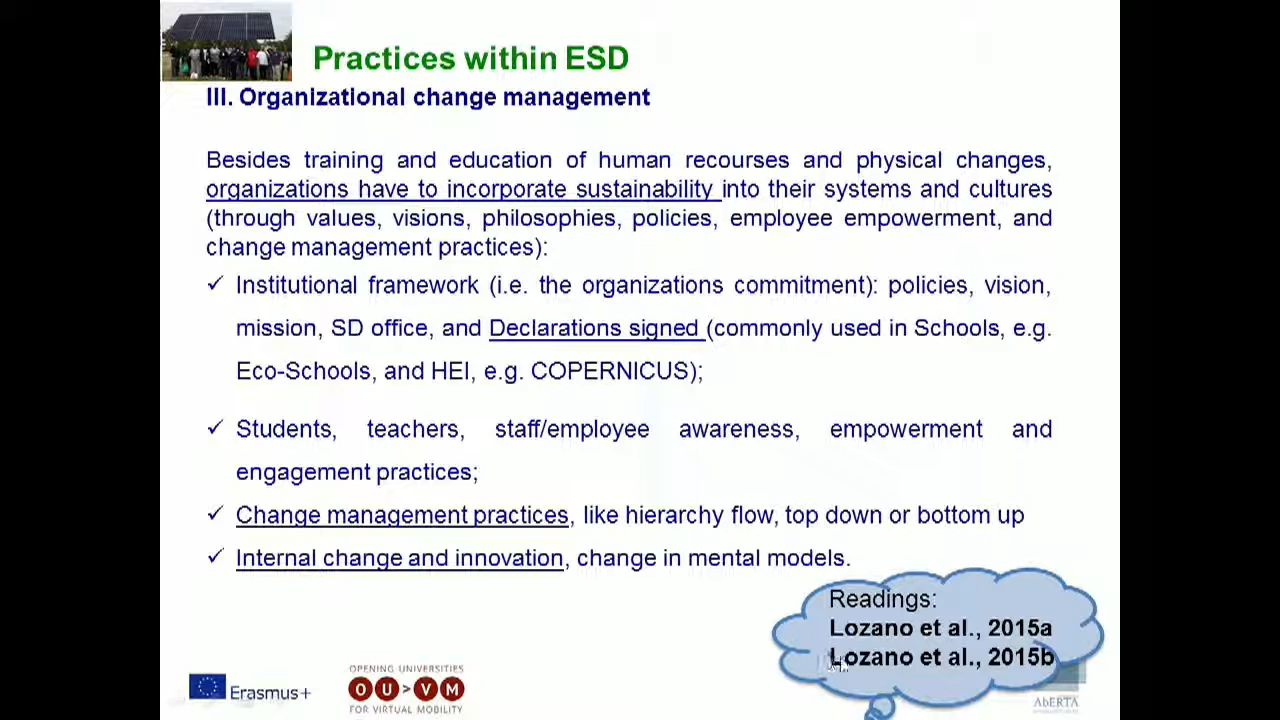 Practices within ESD
III. Organizational change management
Besides training and education of human recourses and physical changes,
organizations have to incorporate sustainability into their systems and cultures
(through values, visions, philosophies, policies, employee empowerment, and
change management practices):
✓ Institutional framework (i.e. the organizations commitment): policies, vision,
mission, SD office, and Declarations signed (commonly used in Schools, e.g.
Eco-Schools, and HEI, e.g. COPERNICUS);
✓ Students, teachers, staff/employee awareness, empowerment and
engagement practices;
✓ Change management practices, like hierarchy flow, top down or bottom up
✓ Internal change and innovation, change in mental models.
Readings:
Lozano et al., 2015a
Lozano et al., 2015b
Erasmus+
OPENING UNIVERSITIES
OU>VM
FOR VIRTUAL MOBILITY
AbERTA